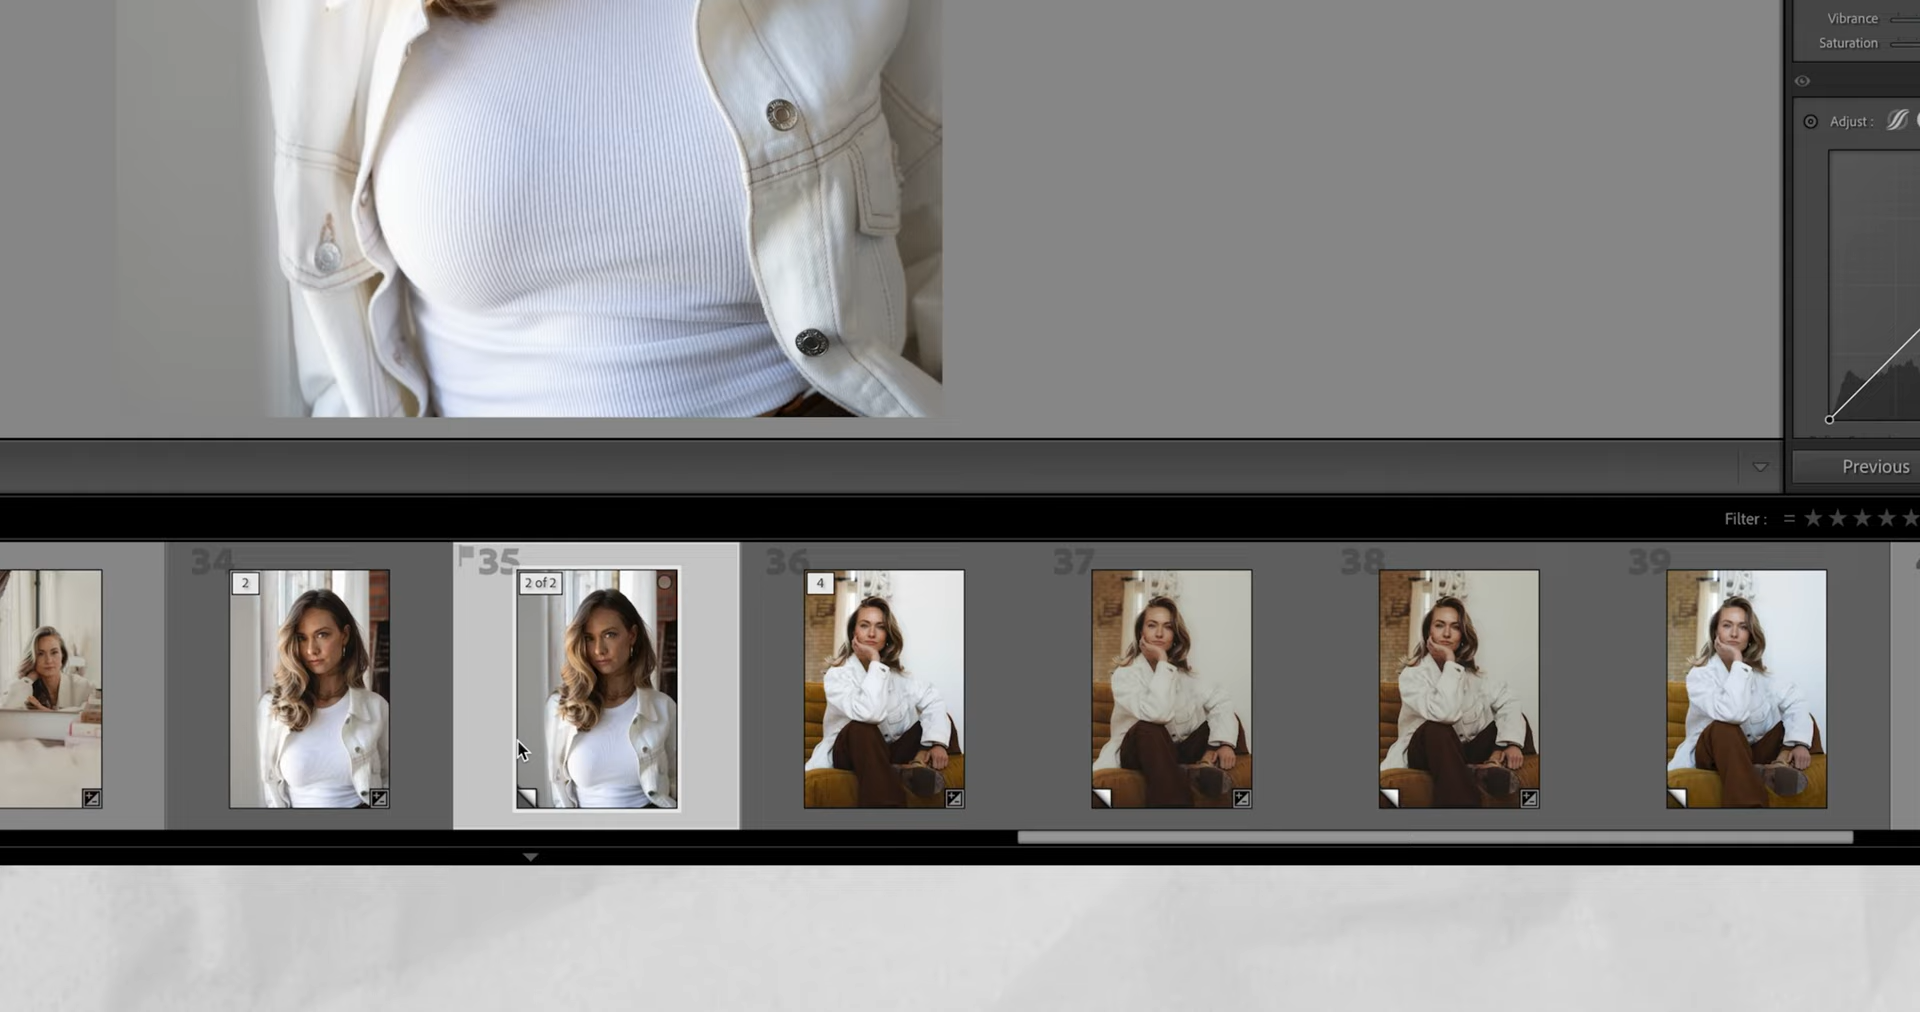 Vibrance
Saturation
Adjust :
Previous
Filter :
34
35
36
37
38
39
2
2 of 2
4